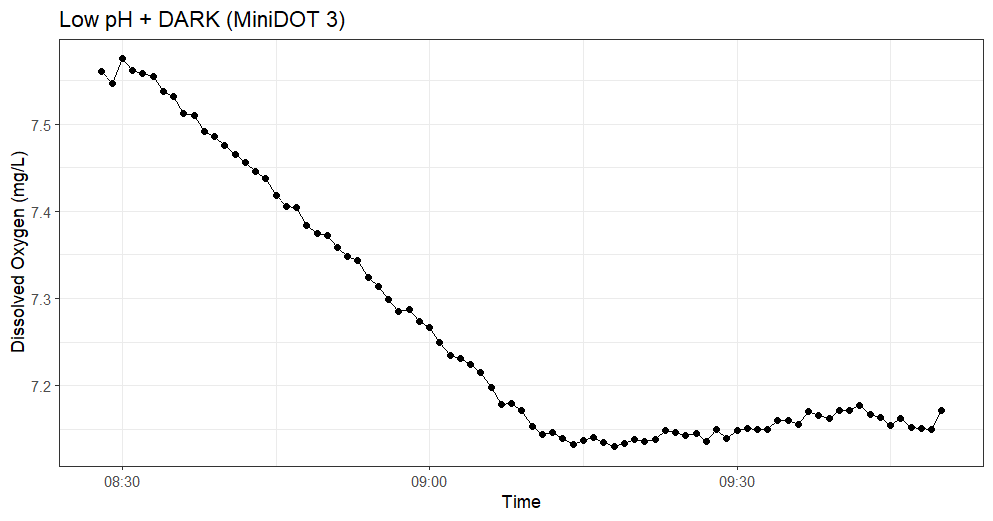 Low pH + DARK (MiniDOT 3)
Dissolved Oxygen (mg/L)
7.5
7.4
7.3
7.2
08:30
09:00
09:30
Time